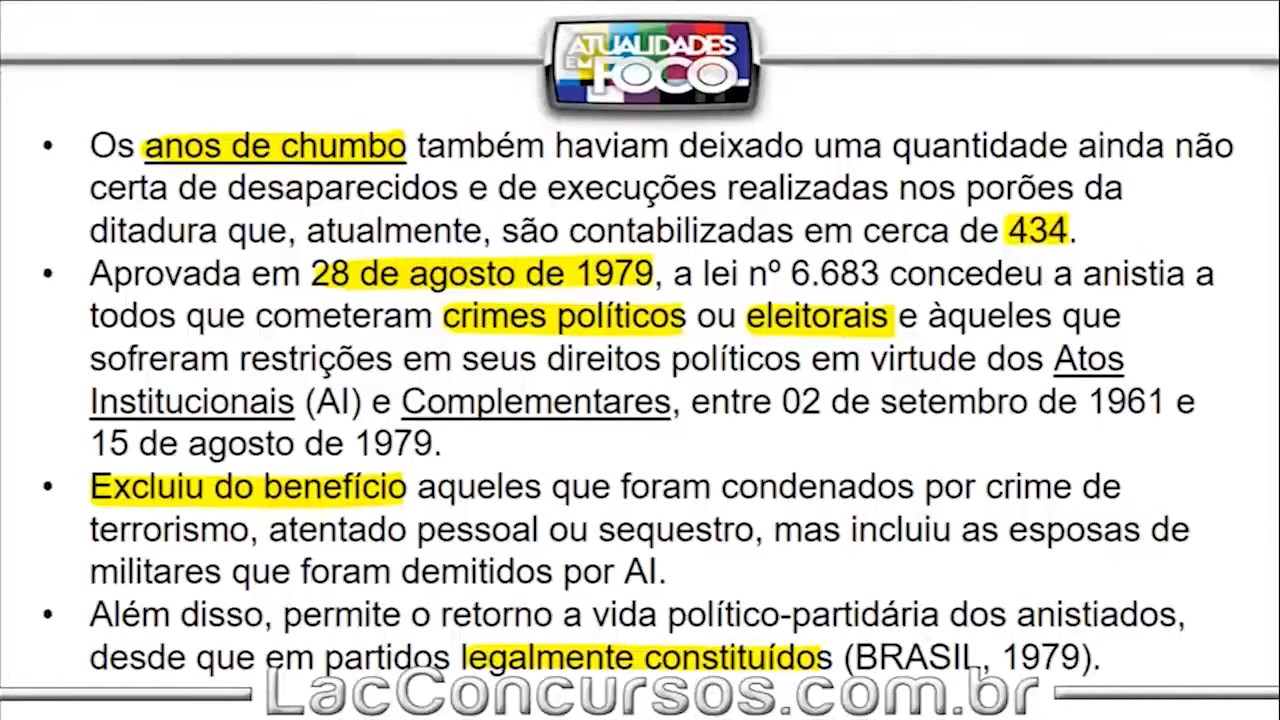 ATUALIDADES
EM FOCO
• Os anos de chumbo também haviam deixado uma quantidade ainda não
certa de desaparecidos e de execuções realizadas nos porões da
ditadura que, atualmente, são contabilizadas em cerca de 434.
• Aprovada em 28 de agosto de 1979, a lei nº 6.683 concedeu a anistia a
todos que cometeram crimes políticos ou eleitorais e àqueles que
sofreram restrições em seus direitos políticos em virtude dos Atos
Institucionais (AI) e Complementares, entre 02 de setembro de 1961 e
15 de agosto de 1979.
• Excluiu do benefício aqueles que foram condenados por crime de
terrorismo, atentado pessoal ou sequestro, mas incluiu as esposas de
militares que foram demitidos por AI.
• Além disso, permite o retorno a vida político-partidária dos anistiados,
desde que em partidos legalmente constituídos (BRASIL, 1979).
LacConcursos.com.br